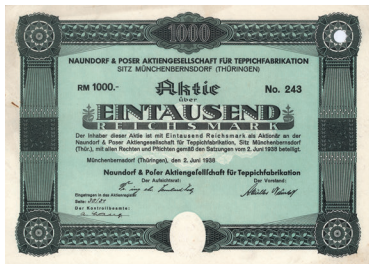 1000
NAUNDORF & POSER AKTIENGESELLSCHAFT FÜR TEPPICHFABRIKATION
SITZ MÜNCHENBERNSDORF (THÜRINGEN)
RM 1000.- Aktie No. 243
über
EINTAUSEND
REICHSMARK
Der Inhaber dieser Aktie ist mit Eintausend Reichsmark als Aktionär an der
Naundorf & Poser Aktiengesellschaft für Teppichfabrikation, Sitz Münchenbernsdorf
(Thür.), mit allen Rechten und Pflichten gemäß den Satzungen vom 2. Juni 1938 beteiligt.
Münchenbernsdorf (Thüringen), den 2. Juni 1938
Naundorf & Poser Aktiengesellschaft für Teppichfabrikation
Der Aufsichtsrat: Der Vorstand:
Eingetragen in das Aktienregister
Seite:
Der Kontrollbeamte: